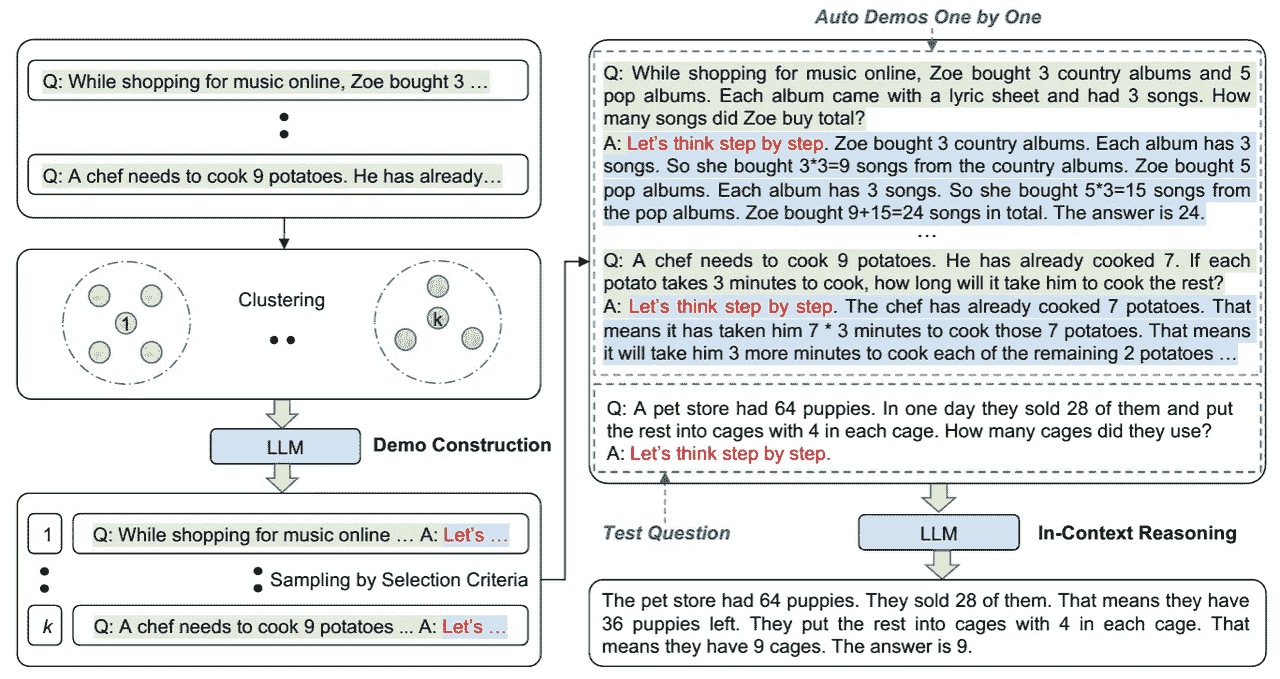 Auto Demos One by One
Q: While shopping for music online, Zoe bought 3 …
Q: A chef needs to cook 9 potatoes. He has already…
1
Clustering
k
LLM
Demo Construction
1
Q: While shopping for music online … A: Let's …
Sampling by Selection Criteria
k
Q: A chef needs to cook 9 potatoes ... A: Let's …
Q: While shopping for music online, Zoe bought 3 country albums and 5
pop albums. Each album came with a lyric sheet and had 3 songs. How
many songs did Zoe buy total?
A: Let's think step by step. Zoe bought 3 country albums. Each album has 3
songs. So she bought 3*3=9 songs from the country albums. Zoe bought 5
pop albums. Each album has 3 songs. So she bought 5*3=15 songs from
the pop albums. Zoe bought 9+15=24 songs in total. The answer is 24.
…
Q: A chef needs to cook 9 potatoes. He has already cooked 7. If each
potato takes 3 minutes to cook, how long will it take him to cook the rest?
A: Let's think step by step. The chef has already cooked 7 potatoes. That
means it has taken him 7 * 3 minutes to cook those 7 potatoes. That means
it will take him 3 more minutes to cook each of the remaining 2 potatoes …
Q: A pet store had 64 puppies. In one day they sold 28 of them and put
the rest into cages with 4 in each cage. How many cages did they use?
A: Let's think step by step.
Test Question
LLM
In-Context Reasoning
The pet store had 64 puppies. They sold 28 of them. That means they have
36 puppies left. They put the rest into cages with 4 in each cage. That
means they have 9 cages. The answer is 9.